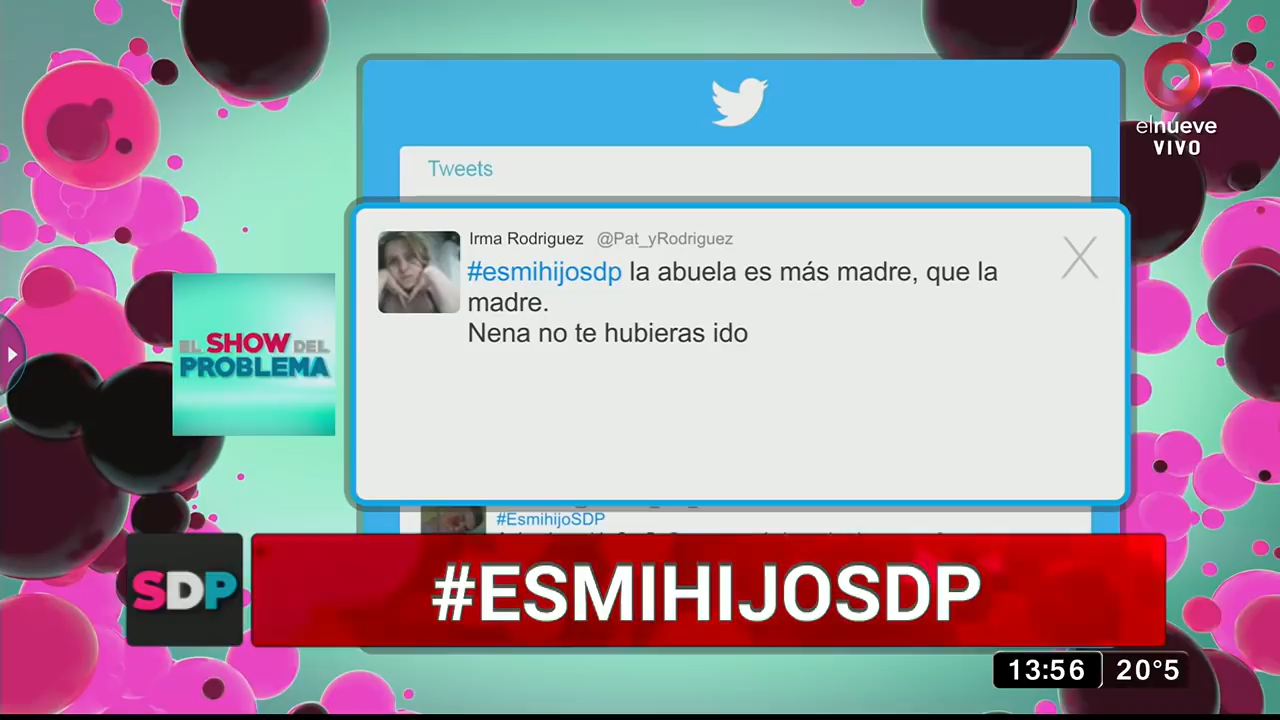 elnueve
VIVO
Tweets
Irma Rodriguez @Pat_yRodriguez
#esmihijosdp la abuela es más madre, que la
madre.
Nena no te hubieras ido
EL SHOW DEL
PROBLEMA
#EsmihijoSDP
SDP
#ESMIHIJOSDP
13:56 20°5